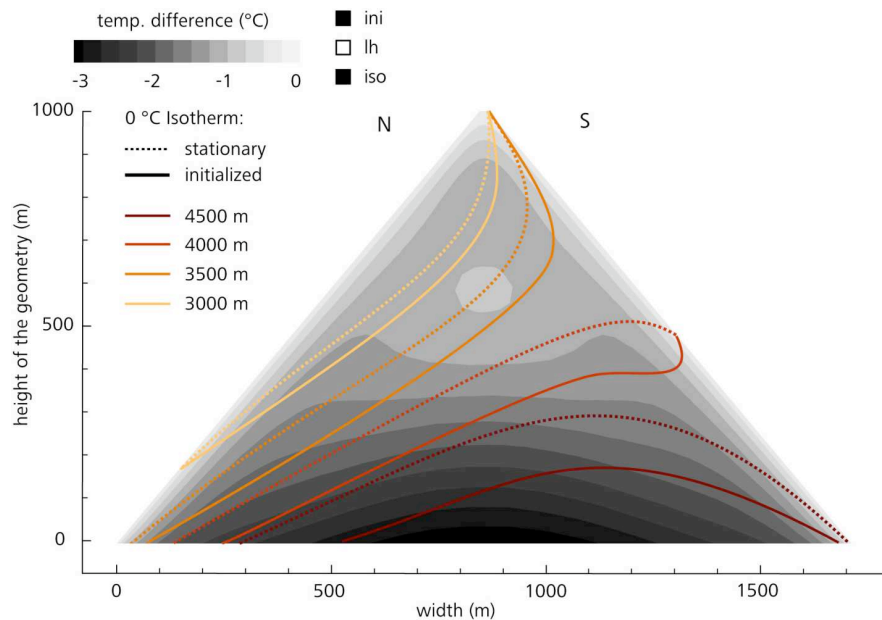 temp. difference (°C)
-3 -2 -1 0
ini
lh
iso
N S
0 °C Isotherm:
stationary
initialized
4500 m
4000 m
3500 m
3000 m
height of the geometry (m)
1000
500
0
0 500 1000 1500
width (m)